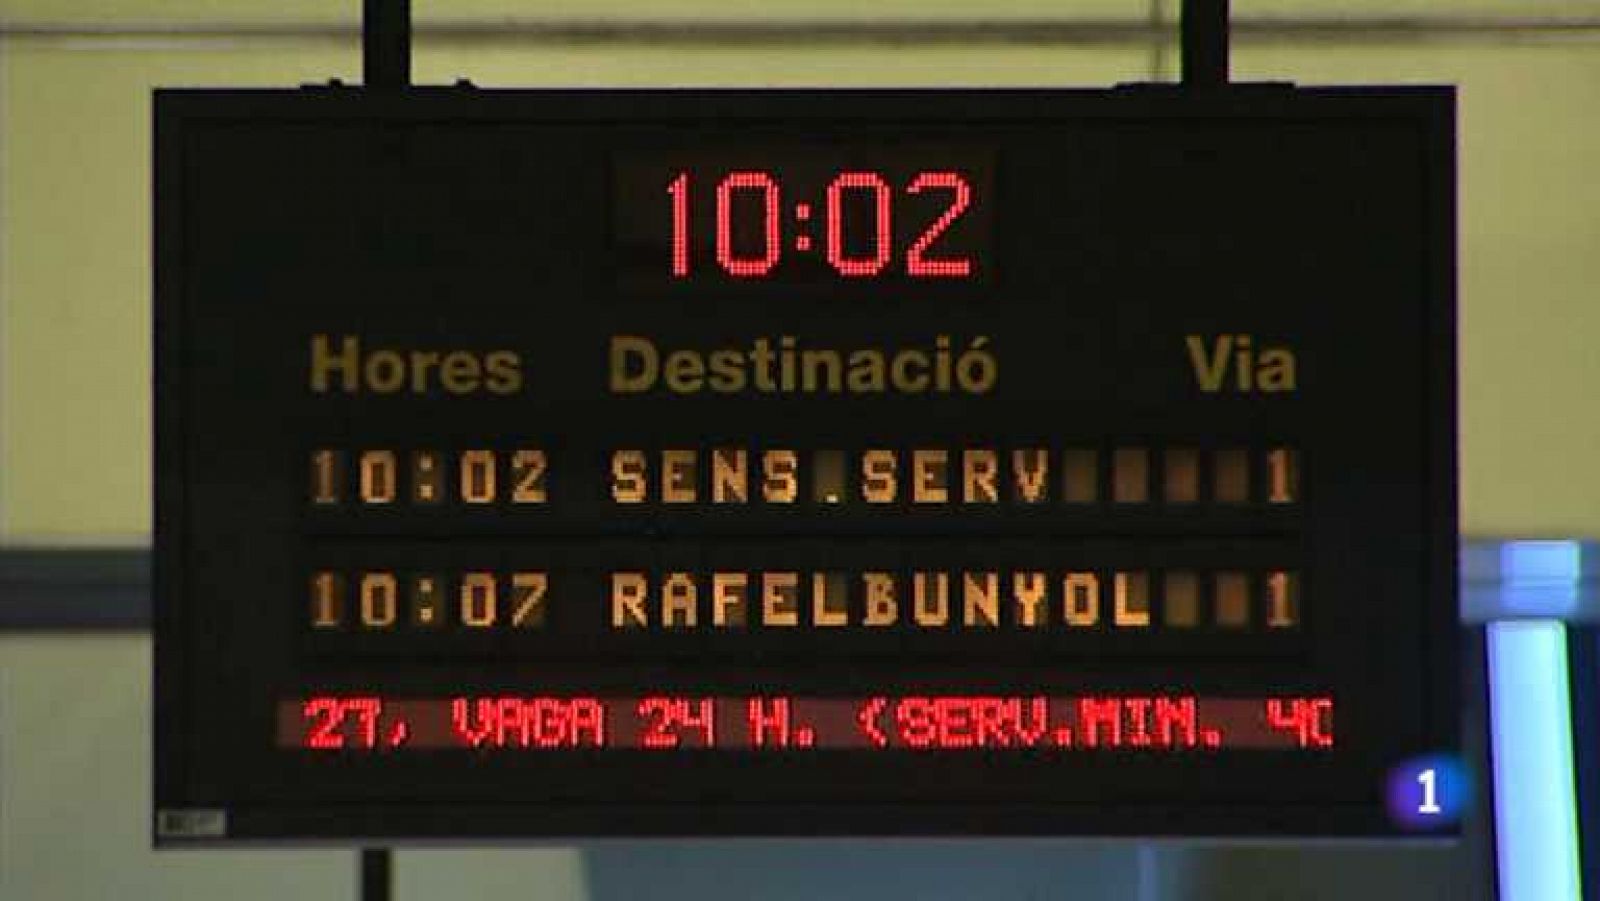 10:02
Hores Destinació Via
10:02 SENS.SERV 1
10:07 RAFELBUNYOL 1
27, VAGA 24 H. (SERV.MIN. 40
1